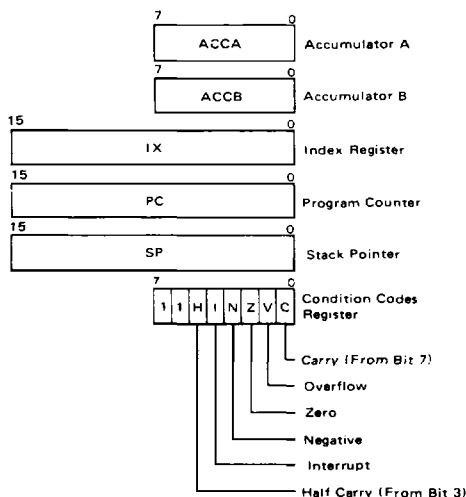 7 0
ACCA Accumulator A
7 0
ACCB Accumulator B
15 0
IX Index Register
15 0
PC Program Counter
15 0
SP Stack Pointer
7 0
1 1 H I N Z V C Condition Codes
Register
Carry (From Bit 7)
Overflow
Zero
Negative
Interrupt
Half Carry (From Bit 3)